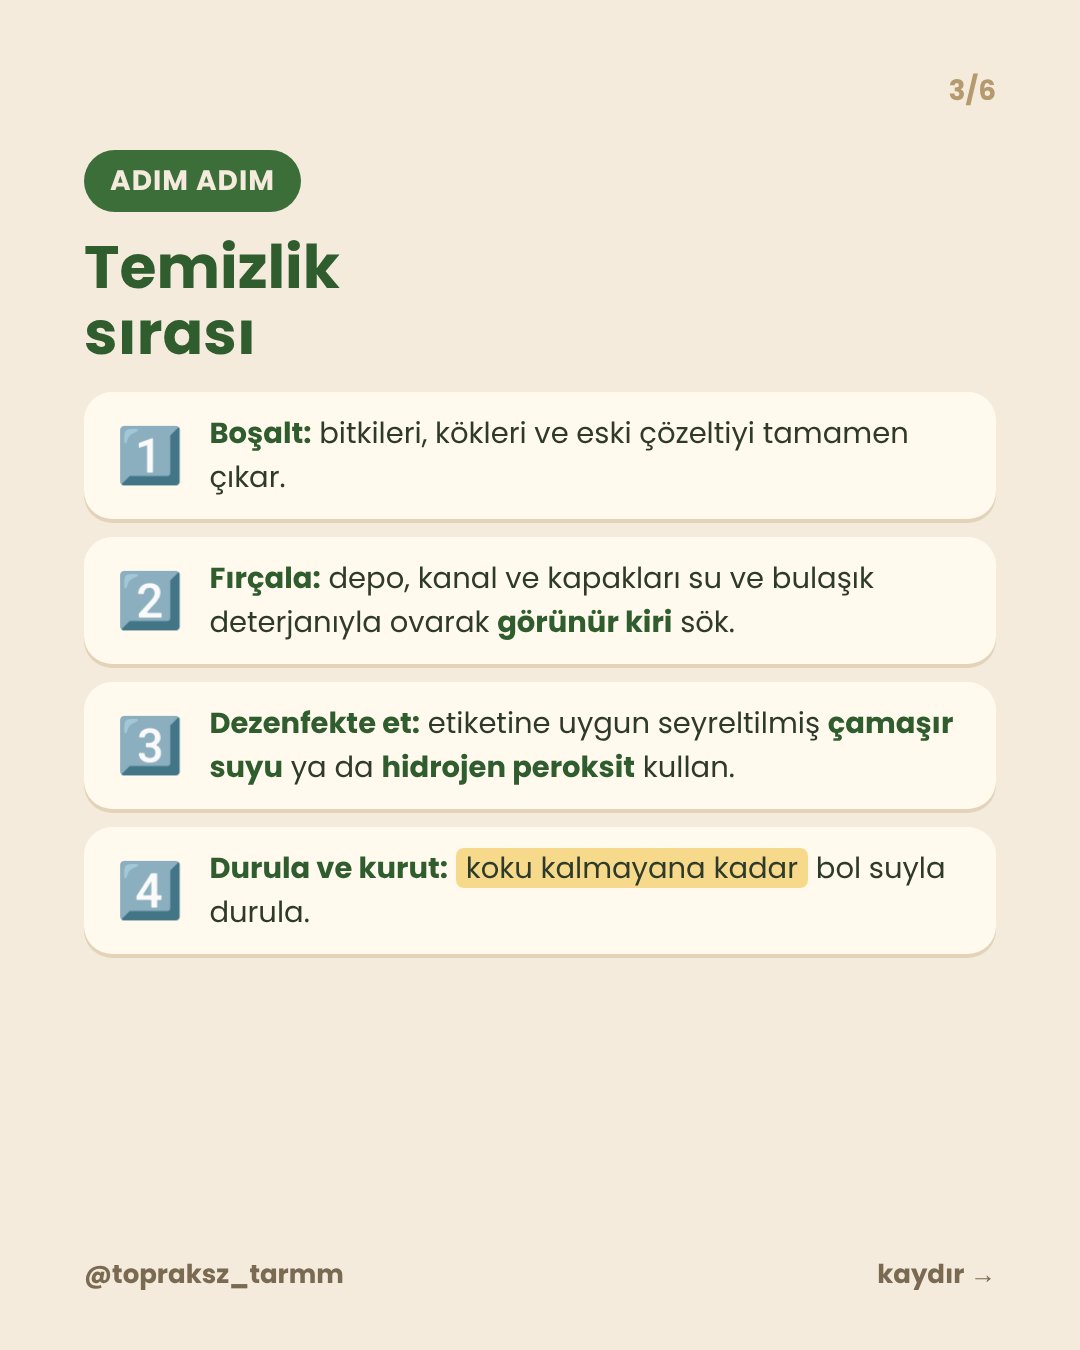 3/6
ADIM ADIM
Temizlik
sırası
1 Boşalt: bitkileri, kökleri ve eski çözeltiyi tamamen
çıkar.
2 Fırçala: depo, kanal ve kapakları su ve bulaşık
deterjanıyla ovarak görünür kiri sök.
3 Dezenfekte et: etiketine uygun seyreltilmiş çamaşır
suyu ya da hidrojen peroksit kullan.
4 Durula ve kurut: koku kalmayana kadar bol suyla
durula.
@topraksz_tarmm
kaydır →